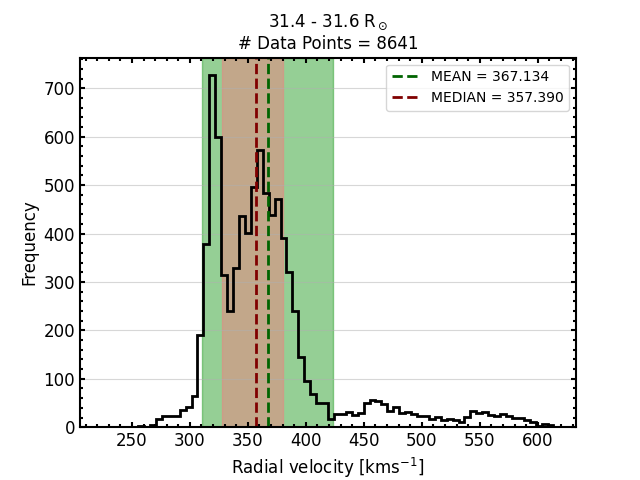 31.4 - 31.6 R⊙
# Data Points = 8641
MEAN = 367.134
MEDIAN = 357.390
Frequency
700
600
500
400
300
200
100
0
250 300 350 400 450 500 550 600
Radial velocity [kms⁻¹]